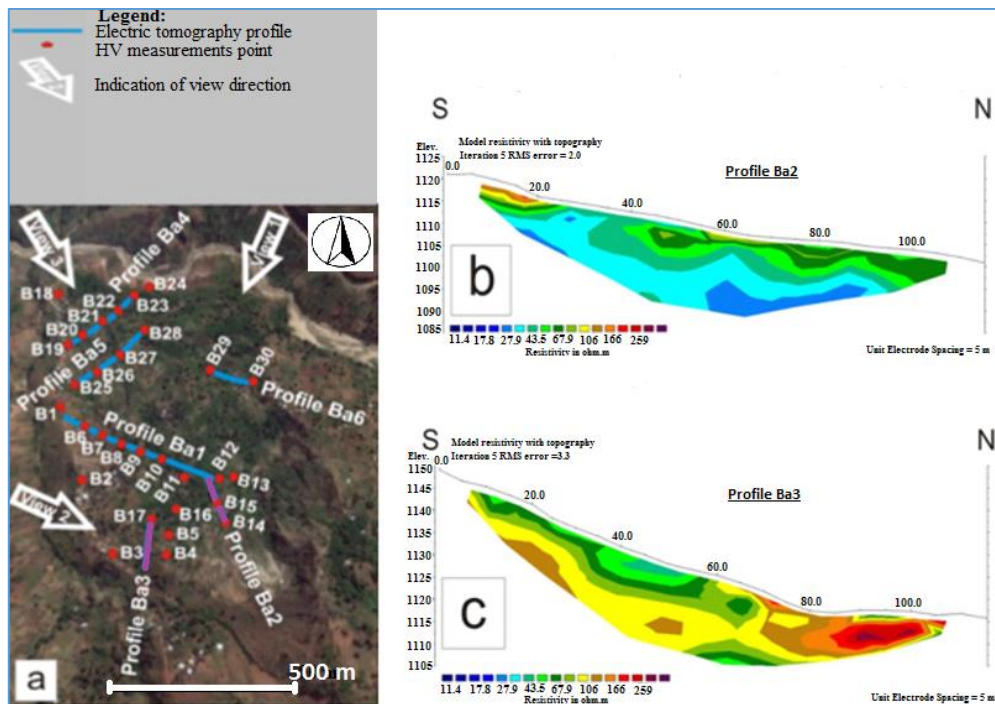 Legend:
Electric tomography profile
HV measurements point
Indication of view direction
View 3
View 1
Profile Ba4
B18
B24
B22
B23
B21
B20
B28
B19
B27
B29
B30
Profile Ba5
B26
B25
Profile Ba6
B1
Profile Ba1
B6
B7
B8
B9
B10
B12
B11
B13
B2
B15
View 2
B17
B16
B14
B5
B3
B4
Profile Ba3
Profile Ba2
a
500 m
S
N
Model resistivity with topography
Elev.
Iteration 5 RMS error = 2.0
1125
0.0
Profile Ba2
1120
20.0
1115
40.0
1110
60.0
1105
80.0
100.0
1100
1095
1090
1085
b
11.4 17.8 27.9 43.5 67.9 106 166 259
Resistivity in ohm.m
Unit Electrode Spacing = 5 m
S
N
Model resistivity with topography
Elev.
Iteration 5 RMS error =3.3
1150
0.0
Profile Ba3
1145
20.0
1140
1135
40.0
1130
1125
60.0
1120
80.0
100.0
1115
1110
1105
c
11.4 17.8 27.9 43.5 67.9 106 166 259
Resistivity in ohm.m
Unit Electrode Spacing = 5 m